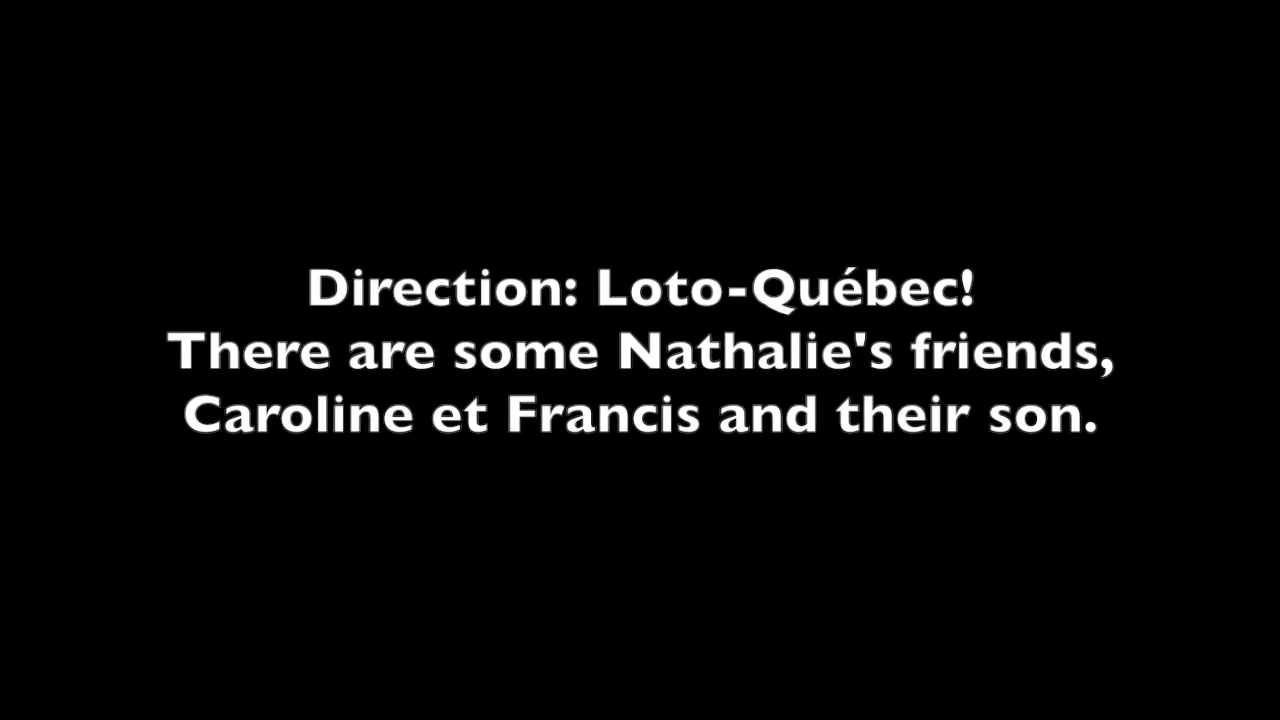 Direction: Loto-Québec!
There are some Nathalie's friends,
Caroline et Francis and their son.